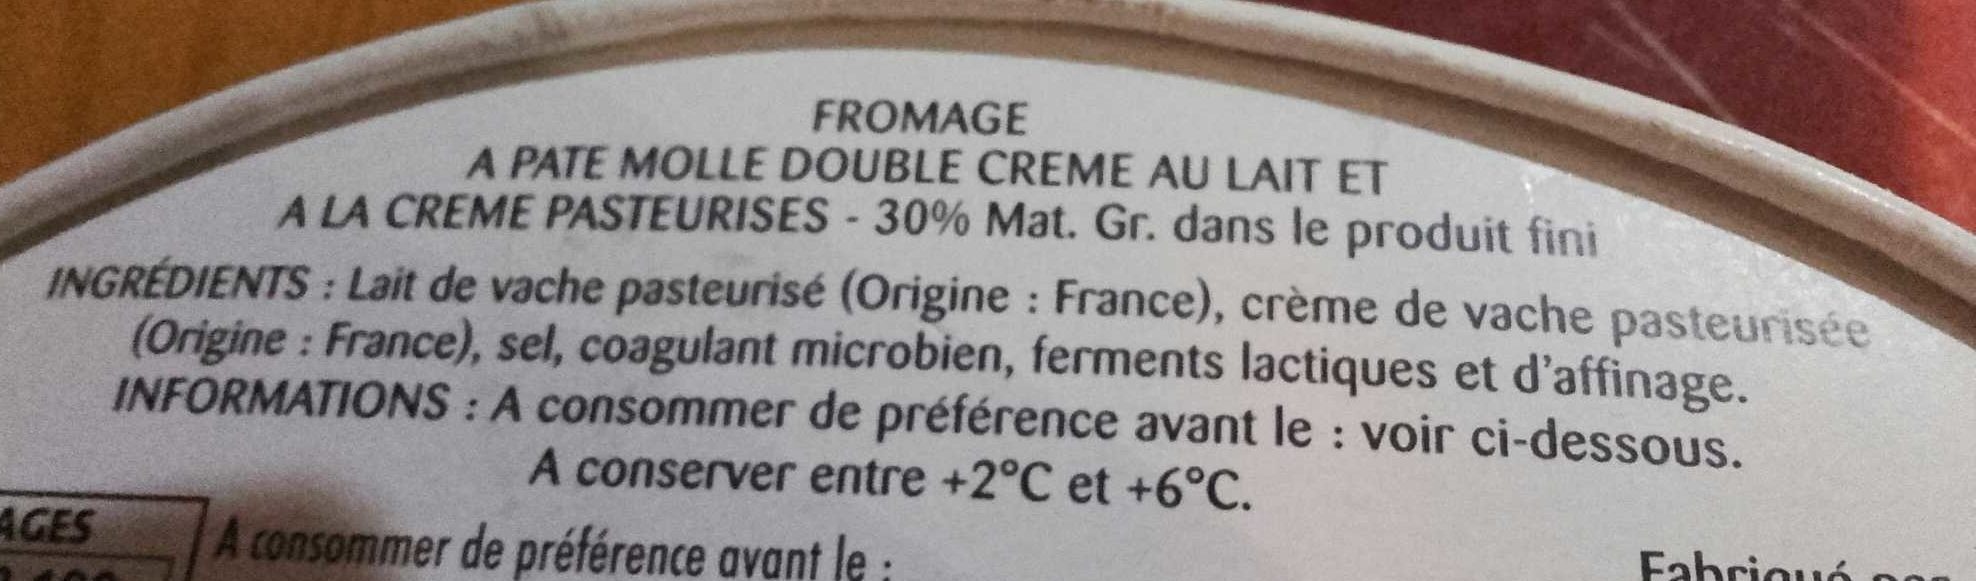 FROMAGE
A PATE MOLLE DOUBLE CREME AU LAIT ET
A LA CREME PASTEURISES - 30% Mat. Gr. dans le produit fini
INGRÉDIENTS : Lait de vache pasteurisé (Origine : France), crème de vache pasteurisée
(Origine : France), sel, coagulant microbien, ferments lactiques et d'affinage.
INFORMATIONS : A consommer de préférence avant le : voir ci-dessous.
A conserver entre +2°C et +6°C.
AGES
A consommer de préférence avant le :
Fabriqué